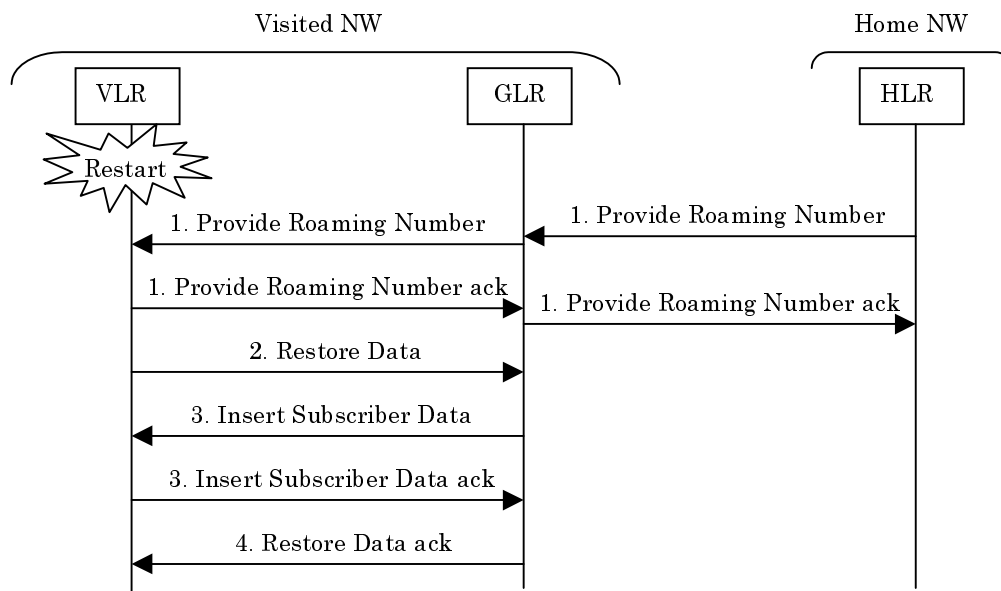 Visited NW
Home NW
VLR
GLR
HLR
Restart
1. Provide Roaming Number
1. Provide Roaming Number
1. Provide Roaming Number ack
1. Provide Roaming Number ack
2. Restore Data
3. Insert Subscriber Data
3. Insert Subscriber Data ack
4. Restore Data ack